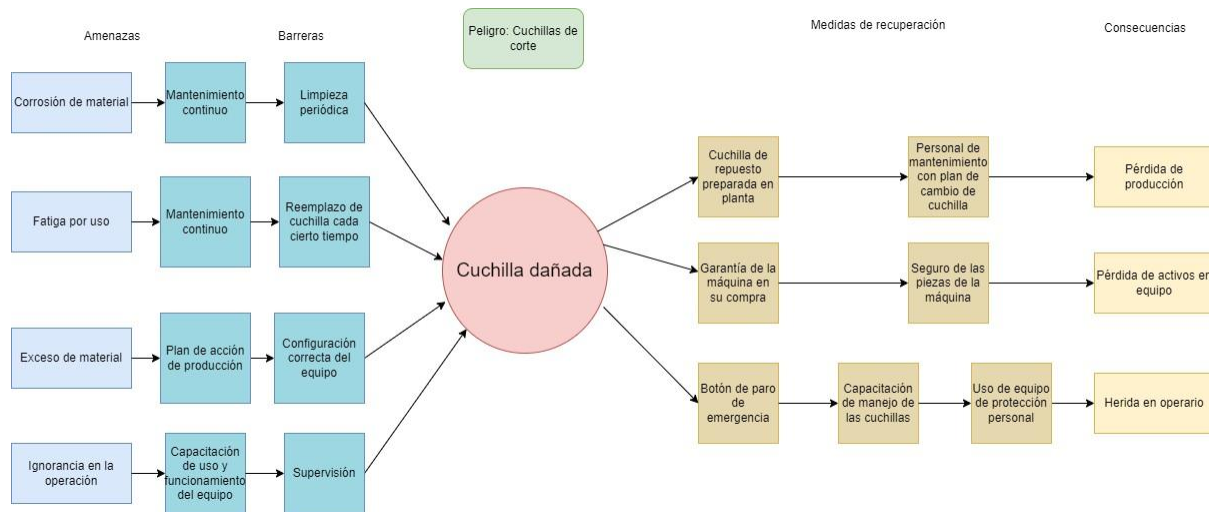 Amenazas
Barreras
Peligro: Cuchillas de
corte
Medidas de recuperación
Consecuencias
Corrosión de material
Mantenimiento
continuo
Limpieza
periódica
Fatiga por uso
Mantenimiento
continuo
Reemplazo de
cuchilla cada
cierto tiempo
Exceso de material
Plan de acción
de producción
Configuración
correcta del
equipo
Ignorancia en la
operación
Capacitación
de uso y
funcionamiento
del equipo
Supervisión
Cuchilla dañada
Cuchilla de
repuesto
preparada en
planta
Personal de
mantenimiento
con plan de
cambio de
cuchilla
Pérdida de
producción
Garantía de la
máquina en
su compra
Seguro de las
piezas de la
máquina
Pérdida de activos en
equipo
Botón de paro
de
emergencia
Capacitación
de manejo de
las cuchillas
Uso de equipo
de protección
personal
Herida en operario